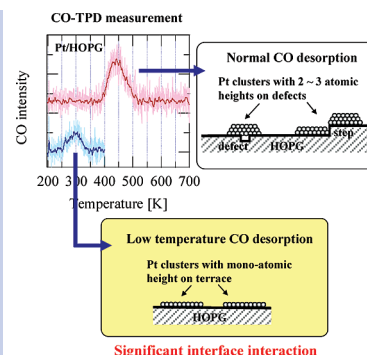 CO-TPD measurement
Pt/HOPG
CO intensity
200 300 400 500 600 700
Temperature [K]
Normal CO desorption
Pt clusters with 2 ~ 3 atomic
heights on defects
step
defect
HOPG
Low temperature CO desorption
Pt clusters with mono-atomic
height on terrace
HOPG
Significant interface interaction